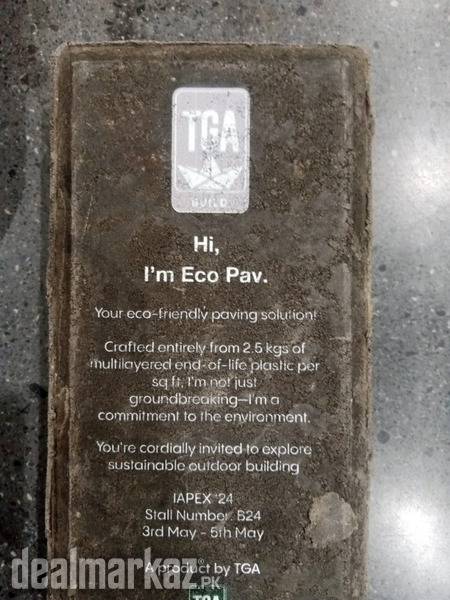 TGA
BUILD
Hi,
I'm Eco Pav.
Your eco-friendly paving solution!
Crafted entirely from 2.5 kgs of
multilayered end-of-life plastic per
sq ft, I'm not just
groundbreaking—I'm a
commitment to the environment.
You're cordially invited to explore
sustainable outdoor building
IAPEX '24
Stall Number: B24
3rd May - 5th May
A product by TGA
dealmarkaz®.PK
TGA